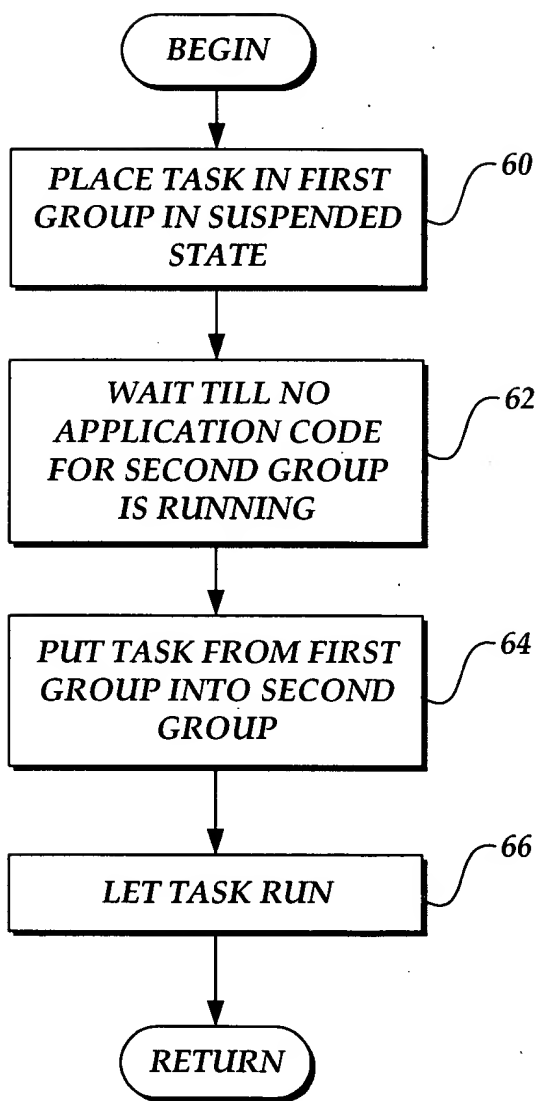 BEGIN
PLACE TASK IN FIRST
GROUP IN SUSPENDED
STATE
60
WAIT TILL NO
APPLICATION CODE
FOR SECOND GROUP
IS RUNNING
62
PUT TASK FROM FIRST
GROUP INTO SECOND
GROUP
64
LET TASK RUN
66
RETURN